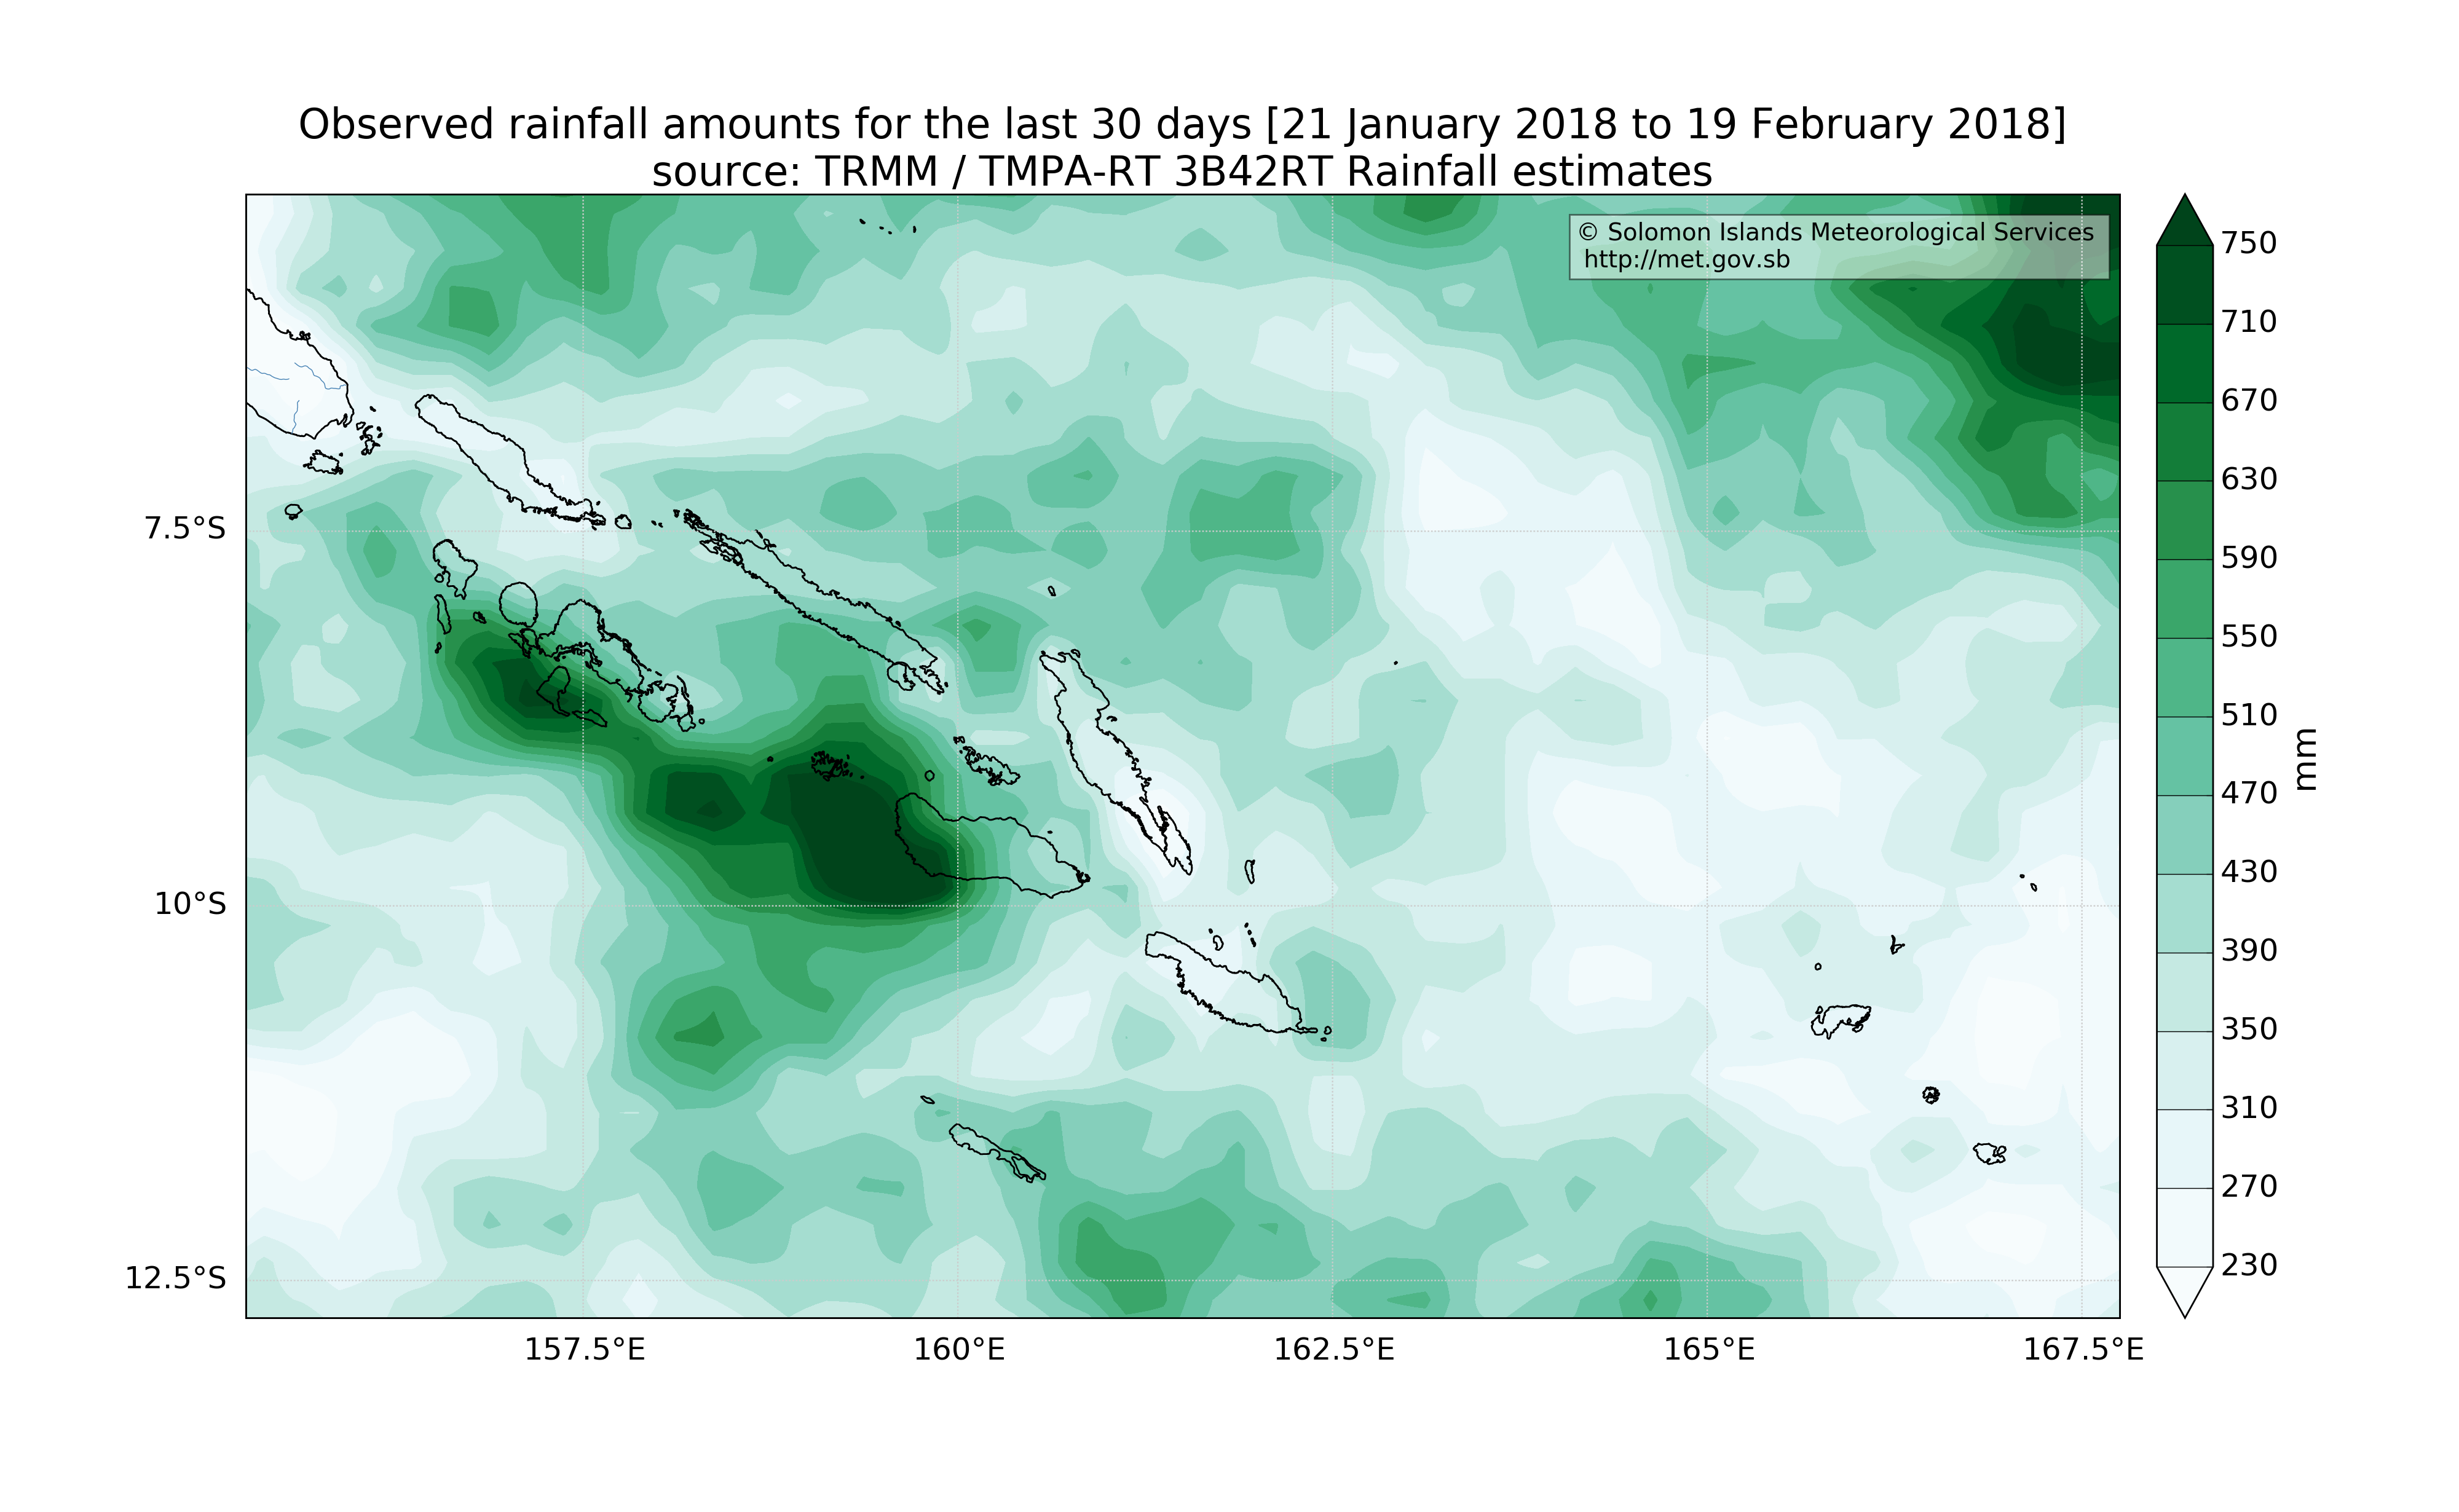 Observed rainfall amounts for the last 30 days [21 January 2018 to 19 February 2018]
source: TRMM / TMPA-RT 3B42RT Rainfall estimates
© Solomon Islands Meteorological Services
http://met.gov.sb
750
710
670
630
590
550
510
470
430
390
350
310
270
230
mm
7.5°S
10°S
12.5°S
157.5°E
160°E
162.5°E
165°E
167.5°E